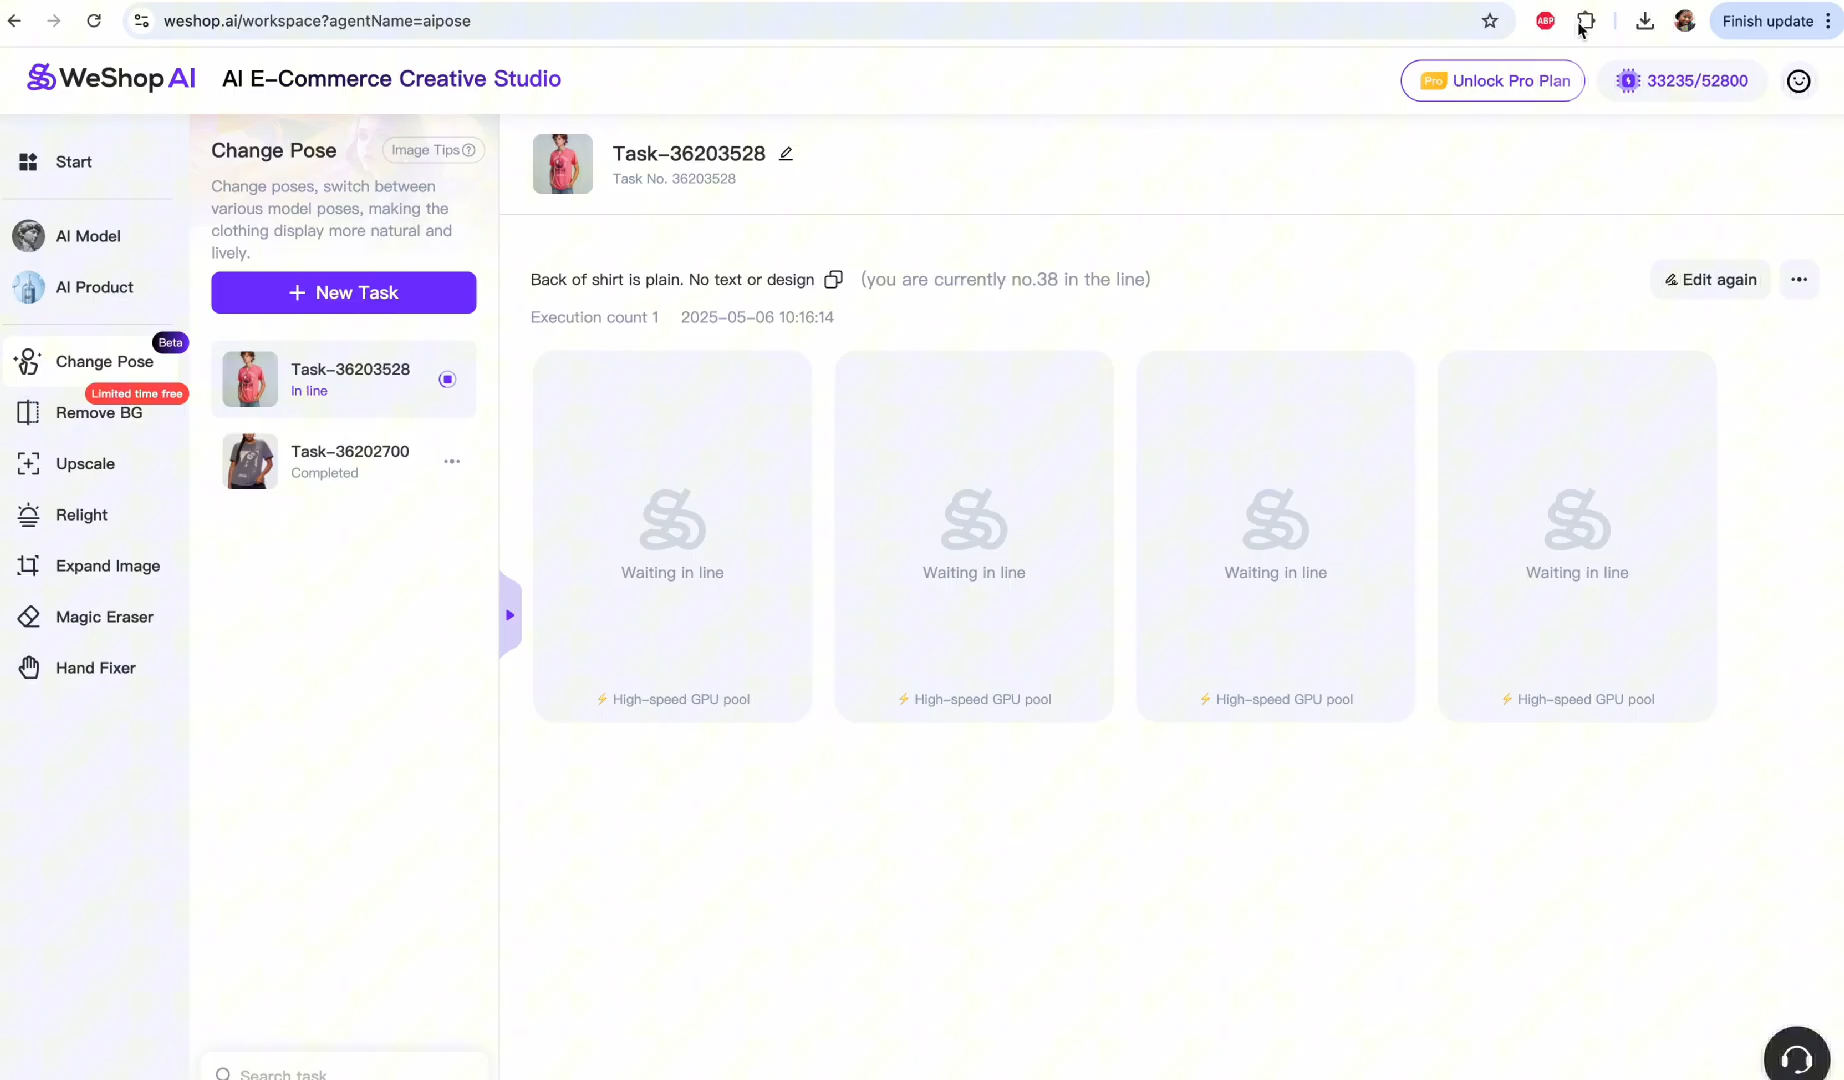 weshop.ai/workspace?agentName=aipose
ABP
Finish update
WeShop AI
AI E-Commerce Creative Studio
Pro Unlock Pro Plan
33235/52800
Start
AI Model
AI Product
Beta
Change Pose
Limited time free
Remove BG
Upscale
Relight
Expand Image
Magic Eraser
Hand Fixer
Change Pose
Image Tips
Change poses, switch between
various model poses, making the
clothing display more natural and
lively.
+ New Task
Task-36203528
In line
Task-36202700
Completed
Search task
Task-36203528
Task No. 36203528
Back of shirt is plain. No text or design (you are currently no.38 in the line)
Edit again
Execution count 1 2025-05-06 10:16:14
Waiting in line
High-speed GPU pool
Waiting in line
High-speed GPU pool
Waiting in line
High-speed GPU pool
Waiting in line
High-speed GPU pool